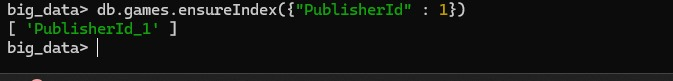 big_data> db.games.ensureIndex({"PublisherId" : 1})
[ 'PublisherId_1' ]
big_data>